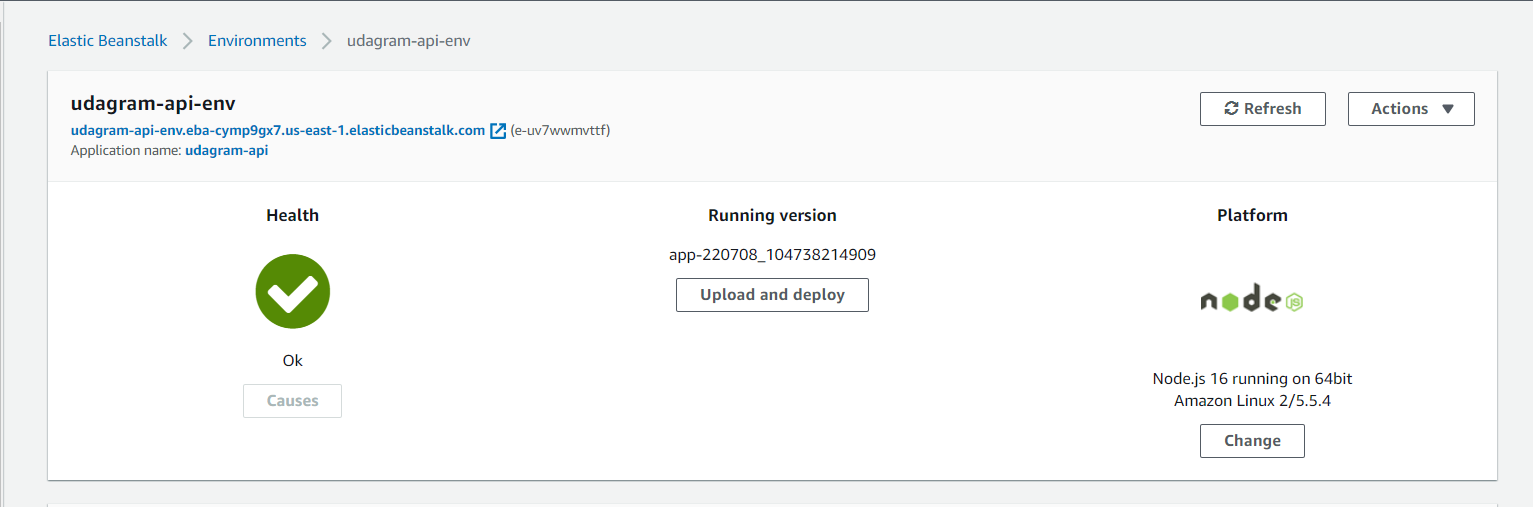 Elastic Beanstalk > Environments > udagram-api-env
udagram-api-env
Refresh
Actions
udagram-api-env.eba-cymp9gx7.us-east-1.elasticbeanstalk.com (e-uv7wwmvttf)
Application name: udagram-api
Health
Running version
Platform
app-220708_104738214909
Upload and deploy
node
JS
Ok
Causes
Node.js 16 running on 64bit
Amazon Linux 2/5.5.4
Change